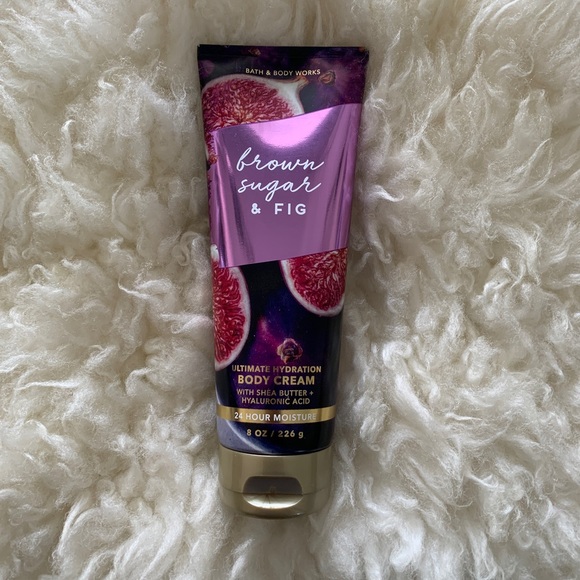 BATH & BODY WORKS
brown
sugar
& FIG
ULTIMATE HYDRATION
BODY CREAM
WITH SHEA BUTTER +
HYALURONIC ACID
24 HOUR MOISTURE
8 OZ / 226 g